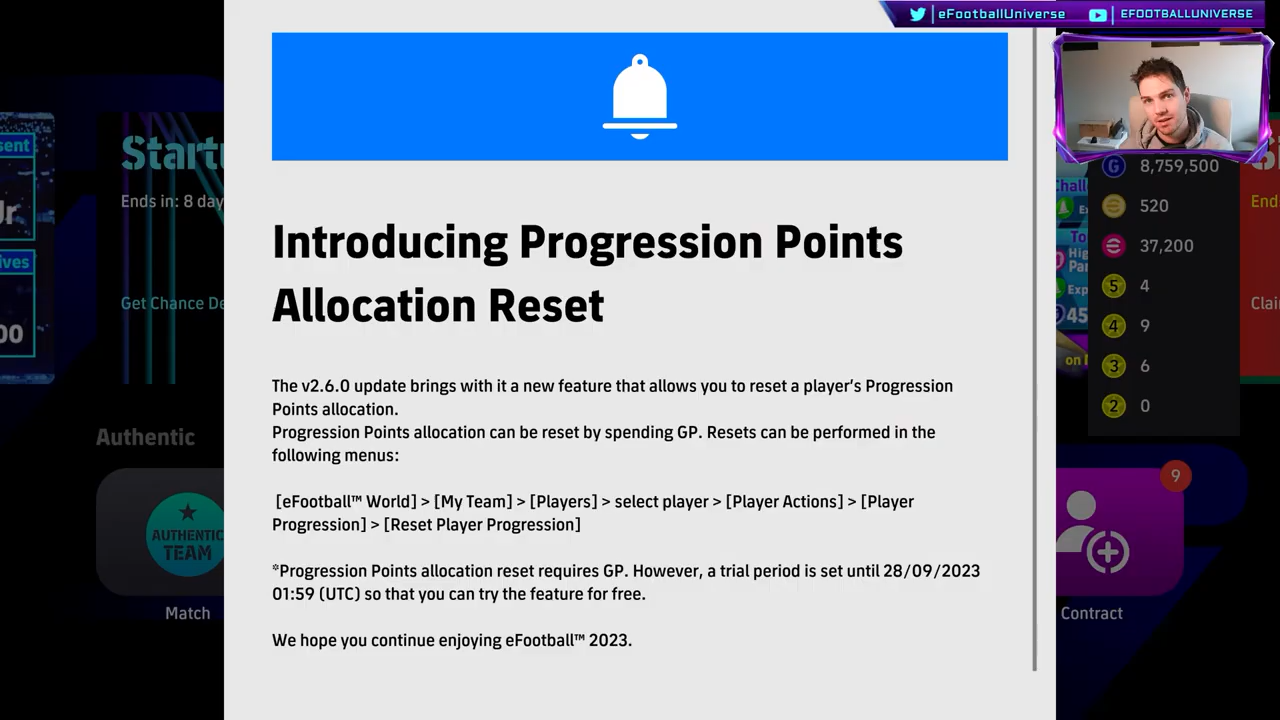 eFootballUniverse
EFOOTBALLUNIVERSE
Introducing Progression Points
Allocation Reset
The v2.6.0 update brings with it a new feature that allows you to reset a player's Progression
Points allocation.
Progression Points allocation can be reset by spending GP. Resets can be performed in the
following menus:
[eFootball™ World] > [My Team] > [Players] > select player > [Player Actions] > [Player
Progression] > [Reset Player Progression]
*Progression Points allocation reset requires GP. However, a trial period is set until 28/09/2023
01:59 (UTC) so that you can try the feature for free.
We hope you continue enjoying eFootball™ 2023.
Ends in: 8 day
Get Chance De
00
Authentic
AUTHENTIC
TEAM
Match
G 8,759,500
520
37,200
5 4
4 9
3 6
2 0
45
on
9
Contract